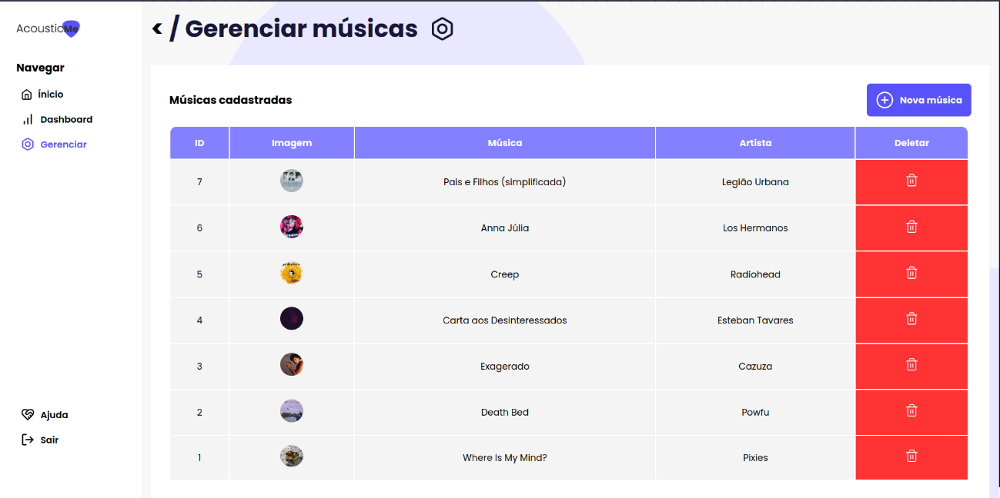 AcousticMe
Navegar
Ínicio
Dashboard
Gerenciar
Ajuda
Sair
< / Gerenciar músicas
Músicas cadastradas
Nova música
ID Imagem Música Artista Deletar
7 Pais e Filhos (simplificada) Legião Urbana
6 Anna Júlia Los Hermanos
5 Creep Radiohead
4 Carta aos Desinteressados Esteban Tavares
3 Exagerado Cazuza
2 Death Bed Powfu
1 Where Is My Mind? Pixies